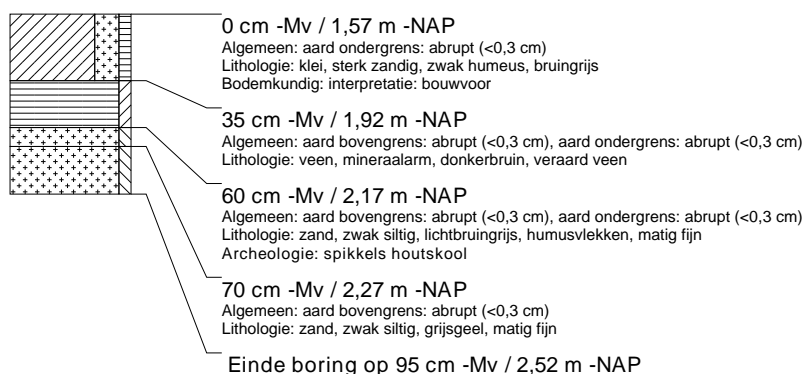 0 cm -Mv / 1,57 m -NAP
Algemeen: aard ondergrens: abrupt (<0,3 cm)
Lithologie: klei, sterk zandig, zwak humeus, bruingrijs
Bodemkundig: interpretatie: bouwvoor
35 cm -Mv / 1,92 m -NAP
Algemeen: aard bovengrens: abrupt (<0,3 cm), aard ondergrens: abrupt (<0,3 cm)
Lithologie: veen, mineraalarm, donkerbruin, veraard veen
60 cm -Mv / 2,17 m -NAP
Algemeen: aard bovengrens: abrupt (<0,3 cm), aard ondergrens: abrupt (<0,3 cm)
Lithologie: zand, zwak siltig, lichtbruingrijs, humusvlekken, matig fijn
Archeologie: spikkels houtskool
70 cm -Mv / 2,27 m -NAP
Algemeen: aard bovengrens: abrupt (<0,3 cm)
Lithologie: zand, zwak siltig, grijsgeel, matig fijn
Einde boring op 95 cm -Mv / 2,52 m -NAP